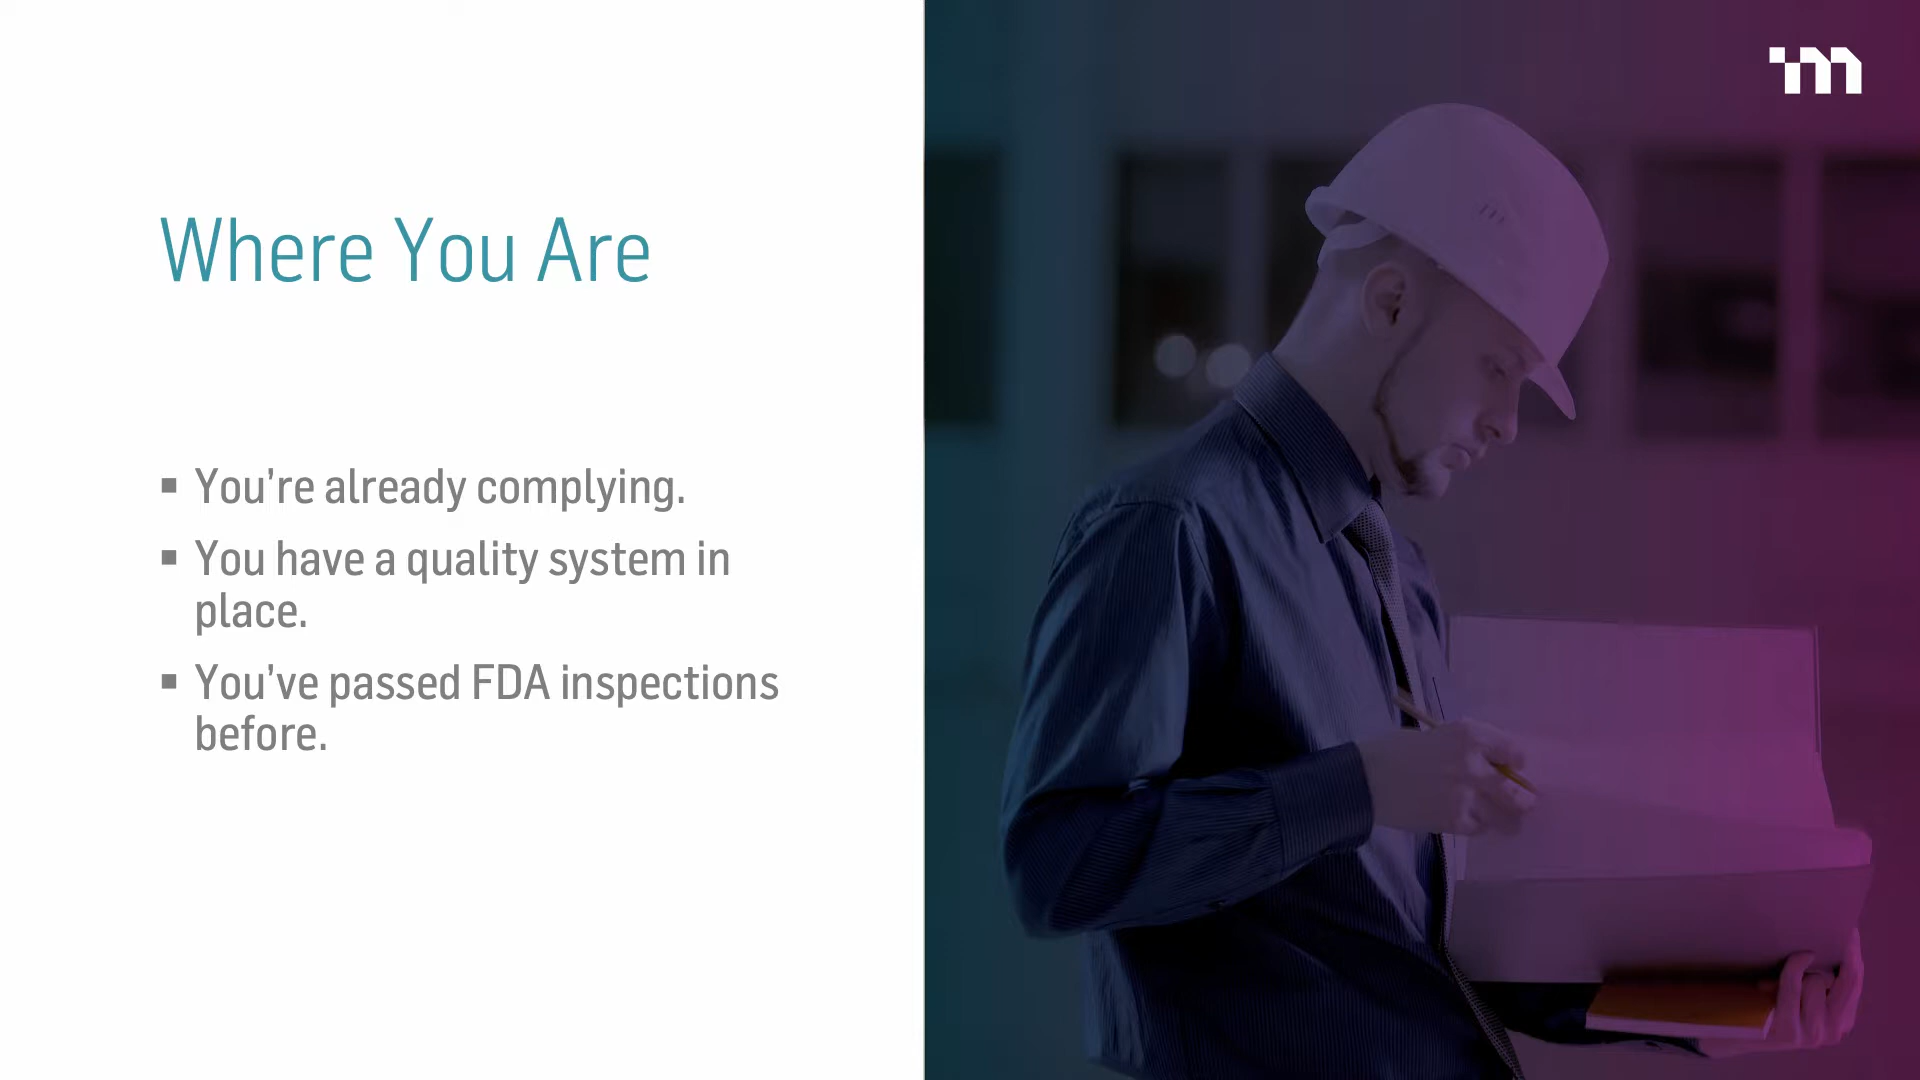 Where You Are
▪ You’re already complying.
▪ You have a quality system in
place.
▪ You’ve passed FDA inspections
before.